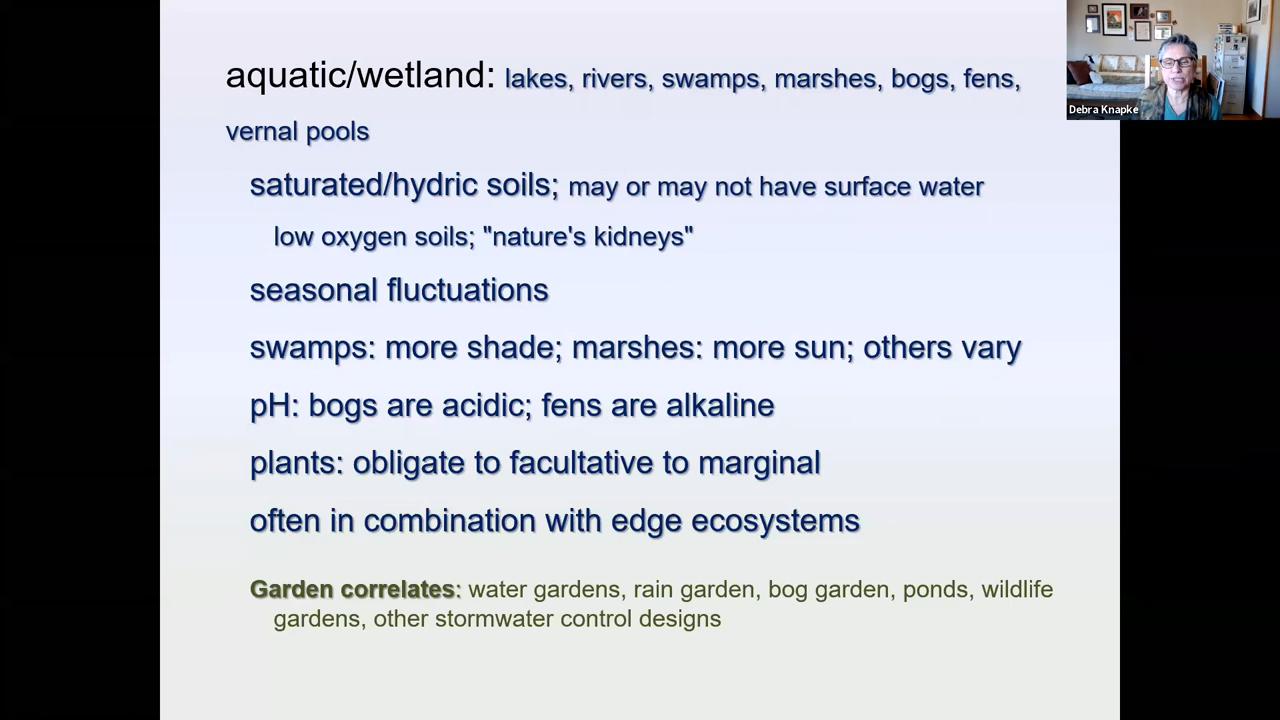 aquatic/wetland: lakes, rivers, swamps, marshes, bogs, fens,
vernal pools
saturated/hydric soils; may or may not have surface water
low oxygen soils; "nature's kidneys"
seasonal fluctuations
swamps: more shade; marshes: more sun; others vary
pH: bogs are acidic; fens are alkaline
plants: obligate to facultative to marginal
often in combination with edge ecosystems
Garden correlates: water gardens, rain garden, bog garden, ponds, wildlife
gardens, other stormwater control designs
Debra Knapke